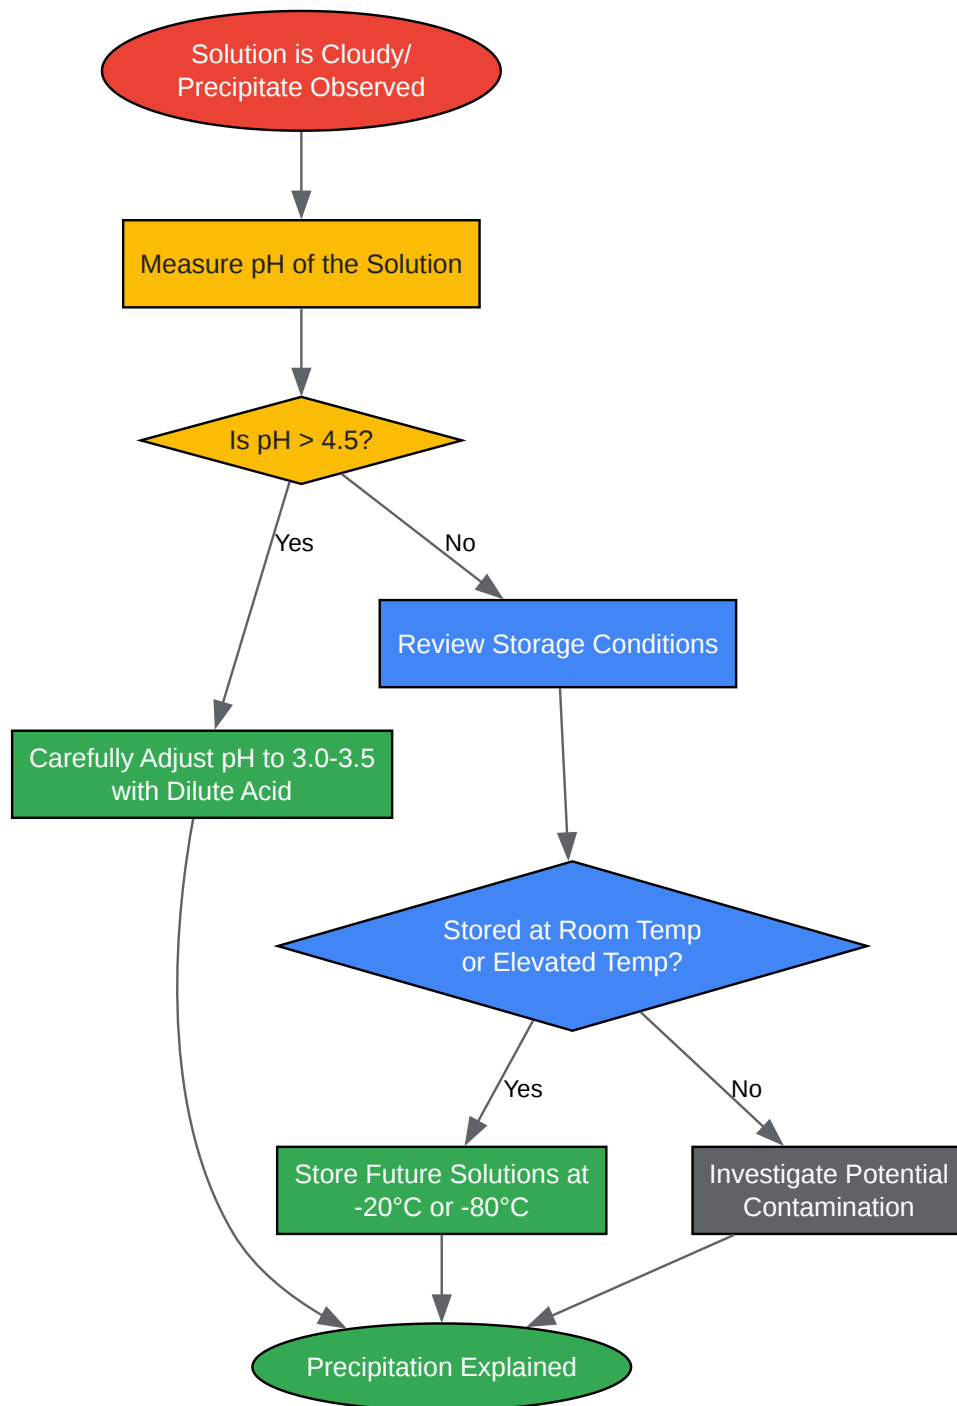 Solution is Cloudy/
Precipitate Observed
Measure pH of the Solution
Is pH > 4.5?
Yes
No
Review Storage Conditions
Carefully Adjust pH to 3.0-3.5
with Dilute Acid
Stored at Room Temp
or Elevated Temp?
Yes
No
Store Future Solutions at
-20°C or -80°C
Investigate Potential
Contamination
Precipitation Explained